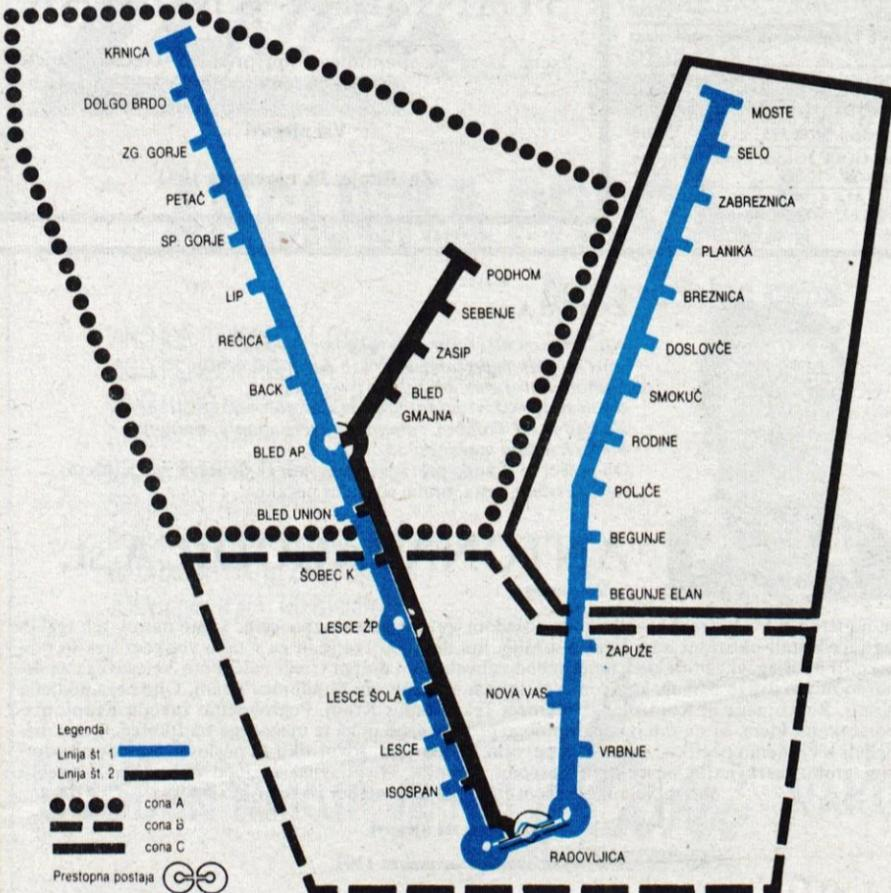 KRNICA
DOLGO BRDO
ZG. GORJE
PETAČ
SP. GORJE
LIP
REČICA
BACK
BLED AP
BLED UNION
ŠOBEC K
LESCE ŽP
LESCE ŠOLA
LESCE
ISOSPAN
PODHOM
SEBENJE
ZASIP
BLED
GMAJNA
MOSTE
SELO
ZABREZNICA
PLANIKA
BREZNICA
DOSLOVČE
SMOKUČ
RODINE
POLJČE
BEGUNJE
BEGUNJE ELAN
ZAPUŽE
NOVA VAS
VRBNJE
RADOVLJICA
Legenda
Linija št. 1
Linija št. 2
cona A
cona B
cona C
Prestopna postaja